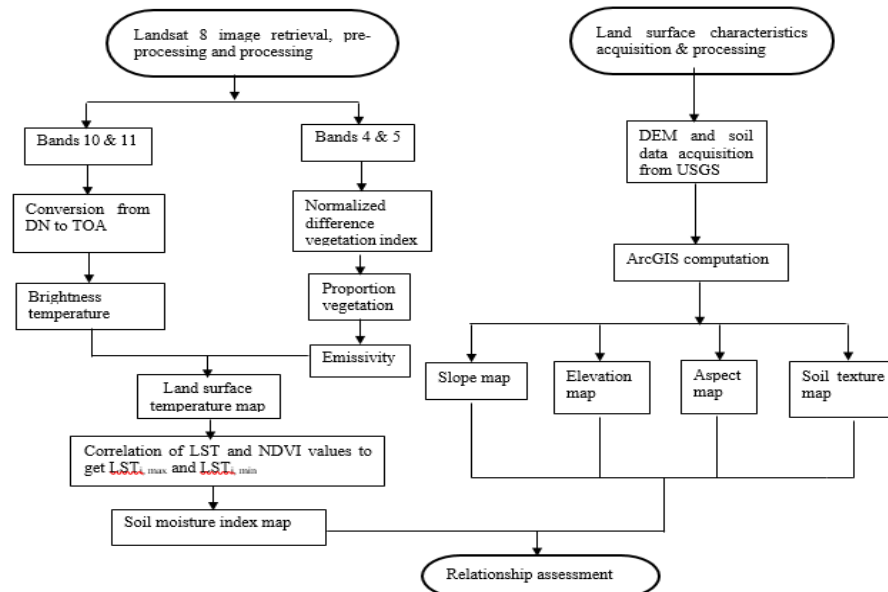 Landsat 8 image retrieval, pre-
processing and processing
Land surface characteristics
acquisition & processing
Bands 10 & 11
Bands 4 & 5
DEM and soil
data acquisition
from USGS
Conversion from
DN to TOA
Normalized
difference
vegetation index
ArcGIS computation
Brightness
temperature
Proportion
vegetation
Emissivity
Land surface
temperature map
Slope map
Elevation
map
Aspect
map
Soil texture
map
Correlation of LST and NDVI values to
get LSTi, max and LSTi, min
Soil moisture index map
Relationship assessment